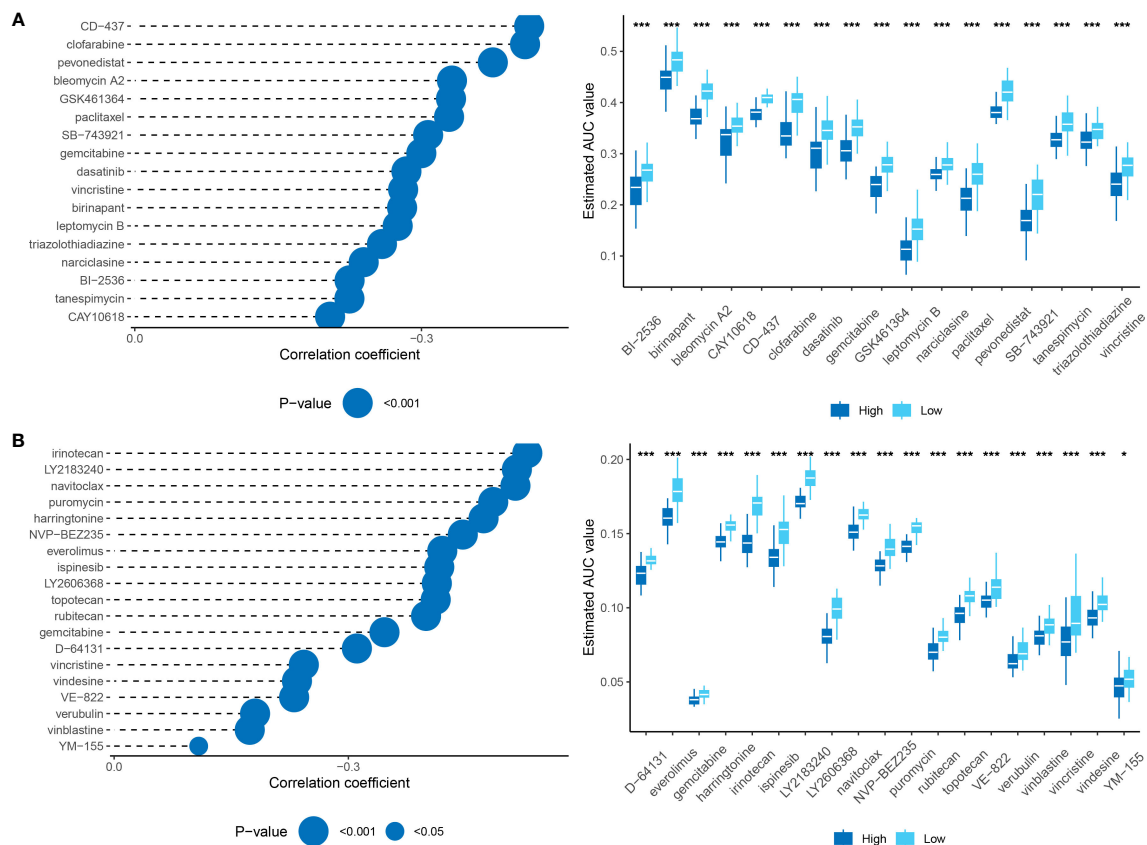 A
CD−437
clofarabine
pevonedistat
bleomycin A2
GSK461364
paclitaxel
SB−743921
gemcitabine
dasatinib
vincristine
birinapant
leptomycin B
triazolothiadiazine
narciclasine
BI−2536
tanespimycin
CAY10618
0.0
−0.3
Correlation coefficient
P−value
<0.001
*** *** *** *** *** *** *** *** *** *** *** *** *** *** *** *** ***
0.5
0.4
0.3
0.2
0.1
Estimated AUC value
BI−2536
birinapant
bleomycin A2
CAY10618
CD−437
clofarabine
dasatinib
gemcitabine
GSK461364
leptomycin B
narciclasine
paclitaxel
pevonedistat
SB−743921
tanespimycin
triazolothiadiazine
vincristine
High Low
B
irinotecan
LY2183240
navitoclax
puromycin
harringtonine
NVP−BEZ235
everolimus
ispinesib
LY2606368
topotecan
rubitecan
gemcitabine
D−64131
vincristine
vindesine
VE−822
verubulin
vinblastine
YM−155
0.0
−0.3
Correlation coefficient
P−value
<0.001 <0.05
*** *** *** *** *** *** *** *** *** *** *** *** *** *** *** *** *** *
0.20
0.15
0.10
0.05
Estimated AUC value
D−64131
everolimus
gemcitabine
harringtonine
irinotecan
ispinesib
LY2183240
LY2606368
navitoclax
NVP−BEZ235
puromycin
rubitecan
topotecan
VE−822
verubulin
vinblastine
vincristine
vindesine
YM−155
High Low